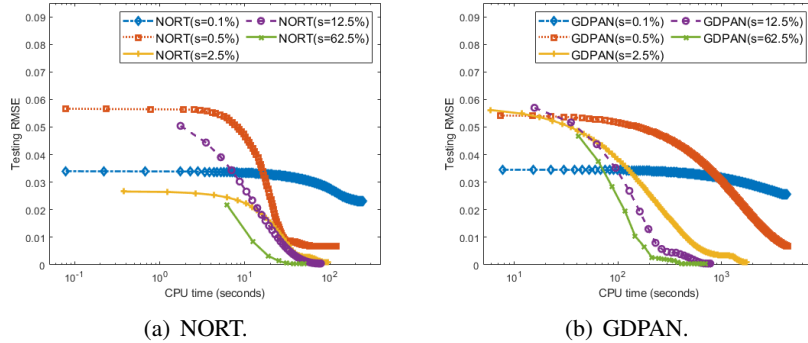 NORT(s=0.1%) NORT(s=12.5%)
NORT(s=0.5%) NORT(s=62.5%)
NORT(s=2.5%)
0.09
0.08
0.07
0.06
0.05
0.04
0.03
0.02
0.01
0
Testing RMSE
10^-1 10^0 10^1 10^2
CPU time (seconds)
(a) NORT.
GDPAN(s=0.1%) GDPAN(s=12.5%)
GDPAN(s=0.5%) GDPAN(s=62.5%)
GDPAN(s=2.5%)
0.09
0.08
0.07
0.06
0.05
0.04
0.03
0.02
0.01
0
Testing RMSE
10^1 10^2 10^3
CPU time (seconds)
(b) GDPAN.